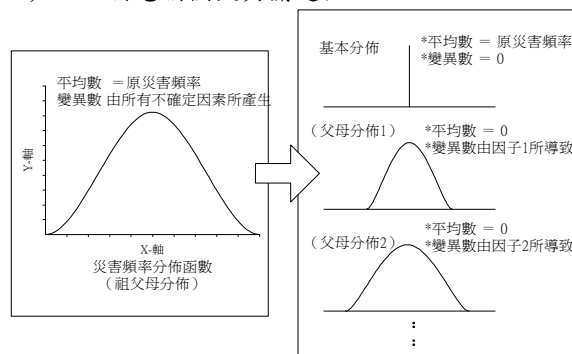 平均數 ＝原災害頻率
變異數 由所有不確定因素所產生
Y-軸
X-軸
災害頻率分佈函數
（祖父母分佈）
基本分佈
*平均數 = 原災害頻率
*變異數 = 0
（父母分佈1）
*平均數 = 0
*變異數由因子1所導致
（父母分佈2）
*平均數 = 0
*變異數由因子2所導致